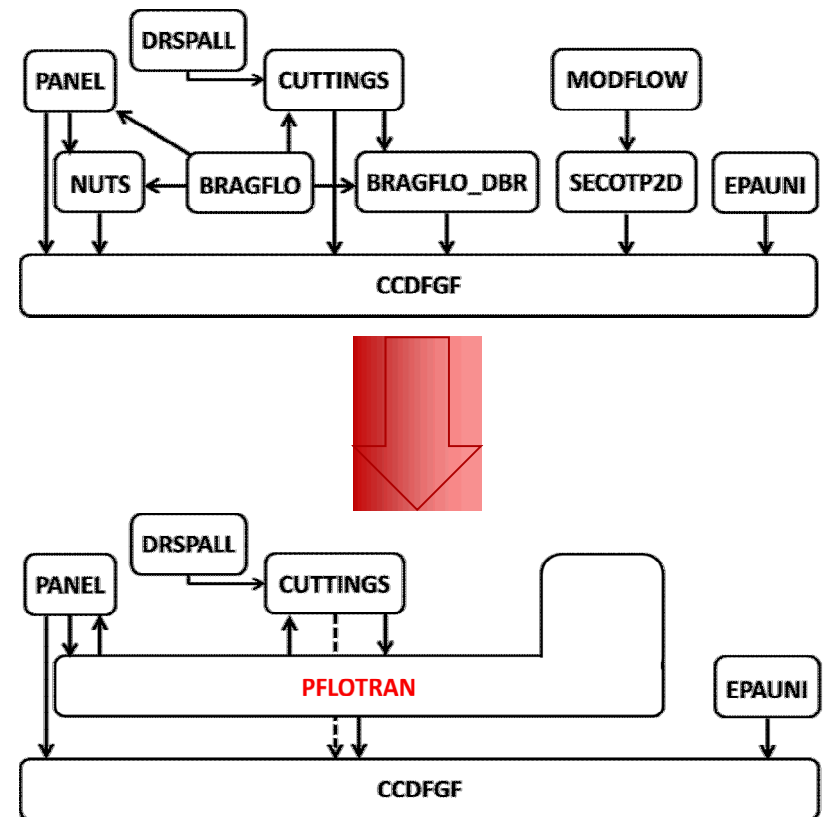 DRSPALL
PANEL
CUTTINGS
MODFLOW
NUTS
BRAGFLO
BRAGFLO_DBR
SECOTP2D
EPAUNI
CCDFGF
DRSPALL
PANEL
CUTTINGS
PFLOTRAN
EPAUNI
CCDFGF